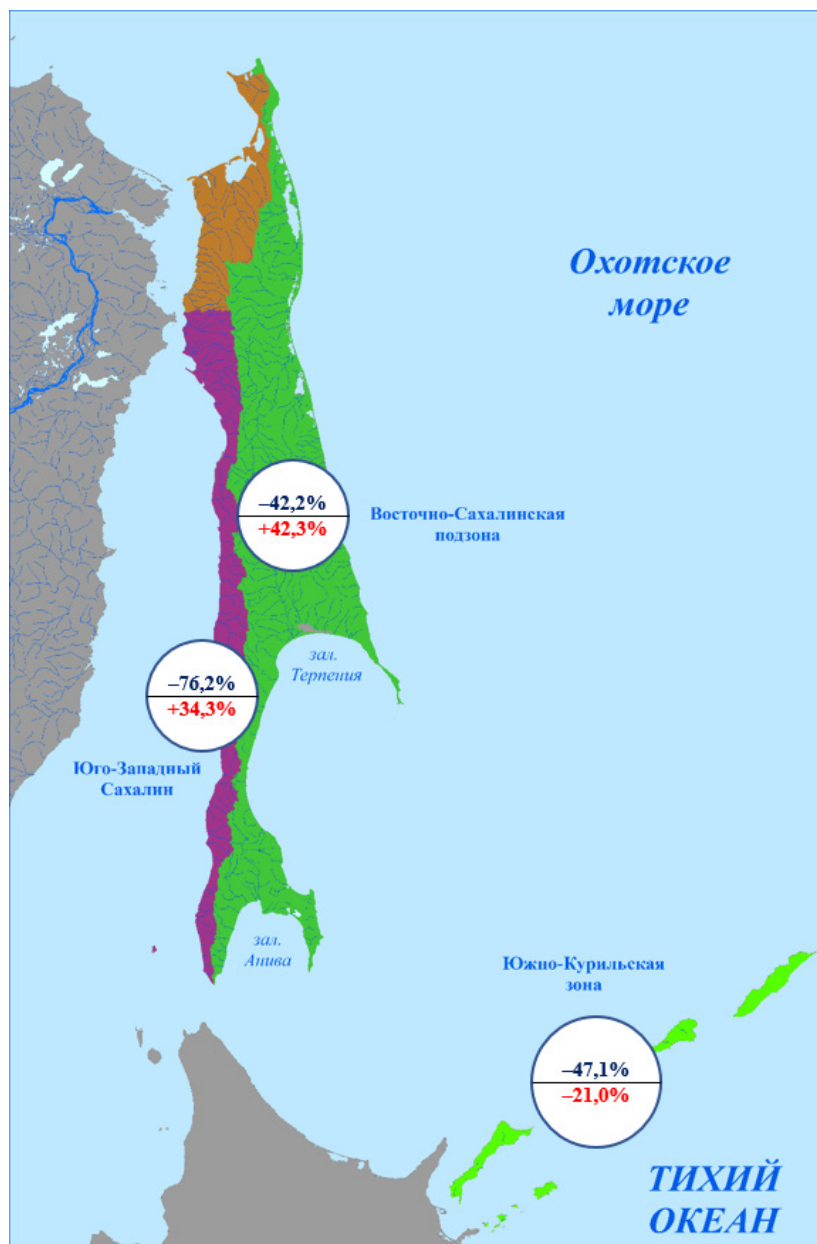 Охотское
море
–42,2%
+42,3%
Восточно-Сахалинская
подзона
зал.
Терпения
–76,2%
+34,3%
Юго-Западный
Сахалин
зал.
Анива
Южно-Курильская
зона
–47,1%
–21,0%
ТИХИЙ
ОКЕАН